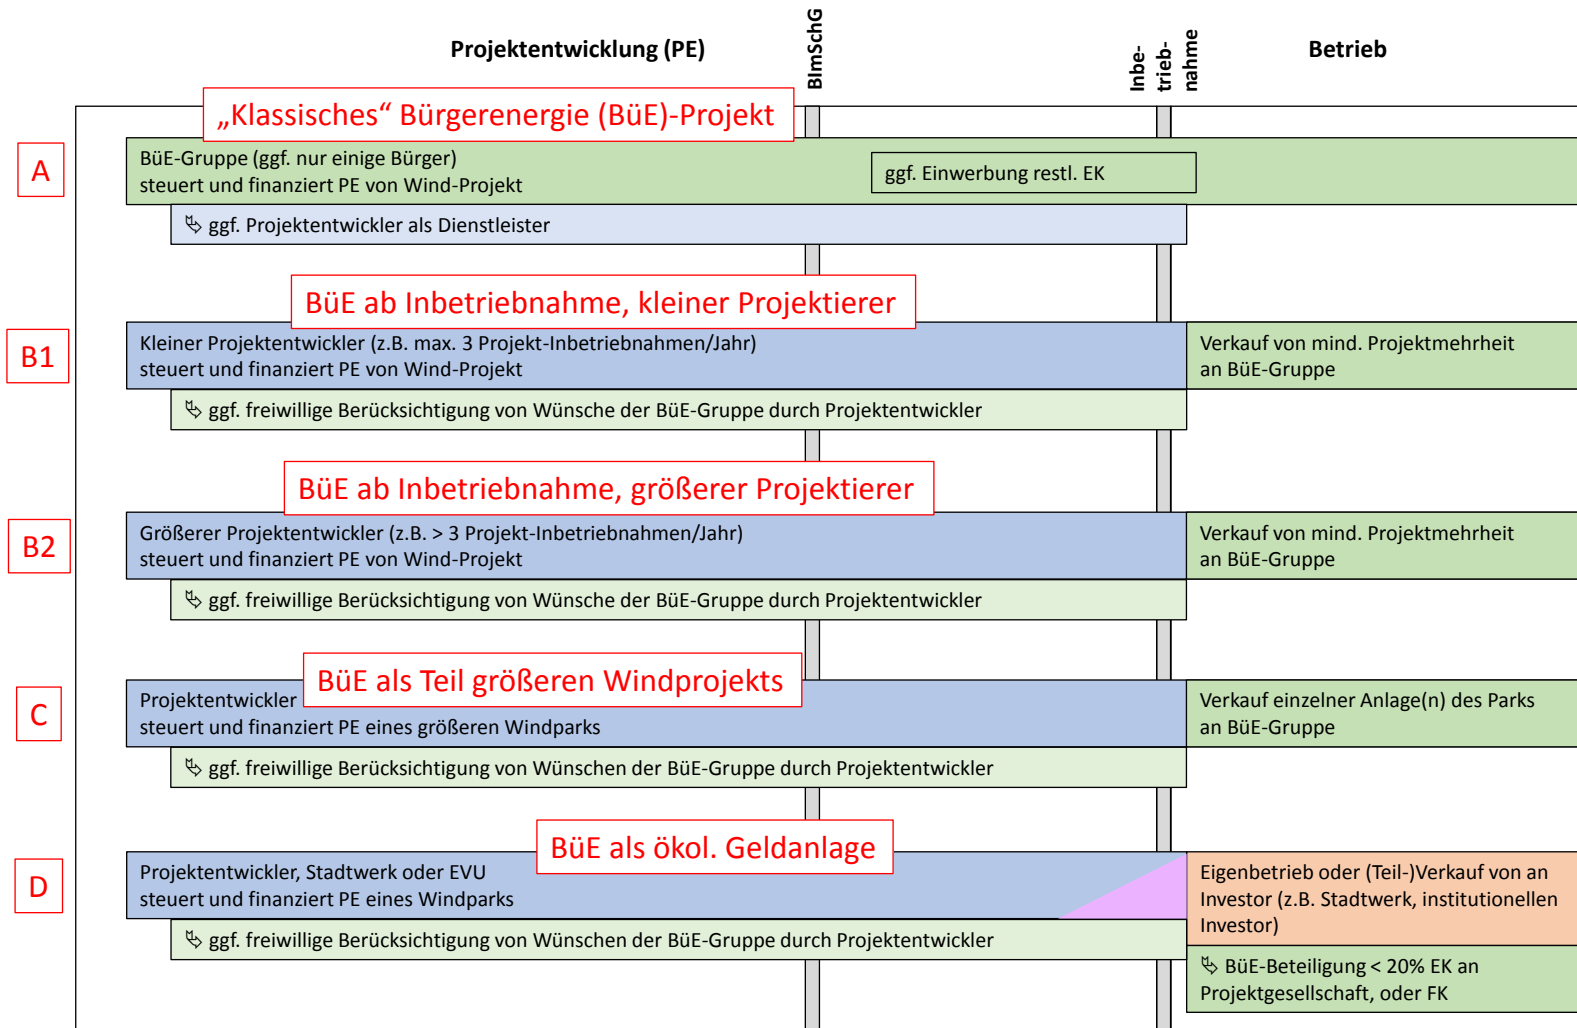 Projektentwicklung (PE)
BImSchG
Inbe-
trieb-
nahme
Betrieb
„Klassisches“ Bürgerenergie (BüE)-Projekt
A
BüE-Gruppe (ggf. nur einige Bürger)
steuert und finanziert PE von Wind-Projekt
ggf. Einwerbung restl. EK
⮱ ggf. Projektentwickler als Dienstleister
BüE ab Inbetriebnahme, kleiner Projektierer
B1
Kleiner Projektentwickler (z.B. max. 3 Projekt-Inbetriebnahmen/Jahr)
steuert und finanziert PE von Wind-Projekt
Verkauf von mind. Projektmehrheit
an BüE-Gruppe
⮱ ggf. freiwillige Berücksichtigung von Wünsche der BüE-Gruppe durch Projektentwickler
BüE ab Inbetriebnahme, größerer Projektierer
B2
Größerer Projektentwickler (z.B. > 3 Projekt-Inbetriebnahmen/Jahr)
steuert und finanziert PE von Wind-Projekt
Verkauf von mind. Projektmehrheit
an BüE-Gruppe
⮱ ggf. freiwillige Berücksichtigung von Wünsche der BüE-Gruppe durch Projektentwickler
BüE als Teil größeren Windprojekts
C
Projektentwickler
steuert und finanziert PE eines größeren Windparks
Verkauf einzelner Anlage(n) des Parks
an BüE-Gruppe
⮱ ggf. freiwillige Berücksichtigung von Wünschen der BüE-Gruppe durch Projektentwickler
BüE als ökol. Geldanlage
D
Projektentwickler, Stadtwerk oder EVU
steuert und finanziert PE eines Windparks
Eigenbetrieb oder (Teil-)Verkauf von an
Investor (z.B. Stadtwerk, institutionellen
Investor)
⮱ ggf. freiwillige Berücksichtigung von Wünschen der BüE-Gruppe durch Projektentwickler
⮱ BüE-Beteiligung < 20% EK an
Projektgesellschaft, oder FK